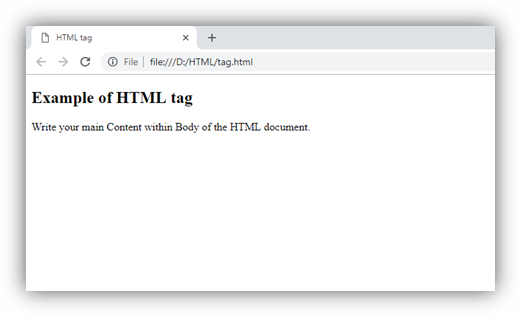 HTML tag
File file:///D:/HTML/tag.html
Example of HTML tag
Write your main Content within Body of the HTML document.